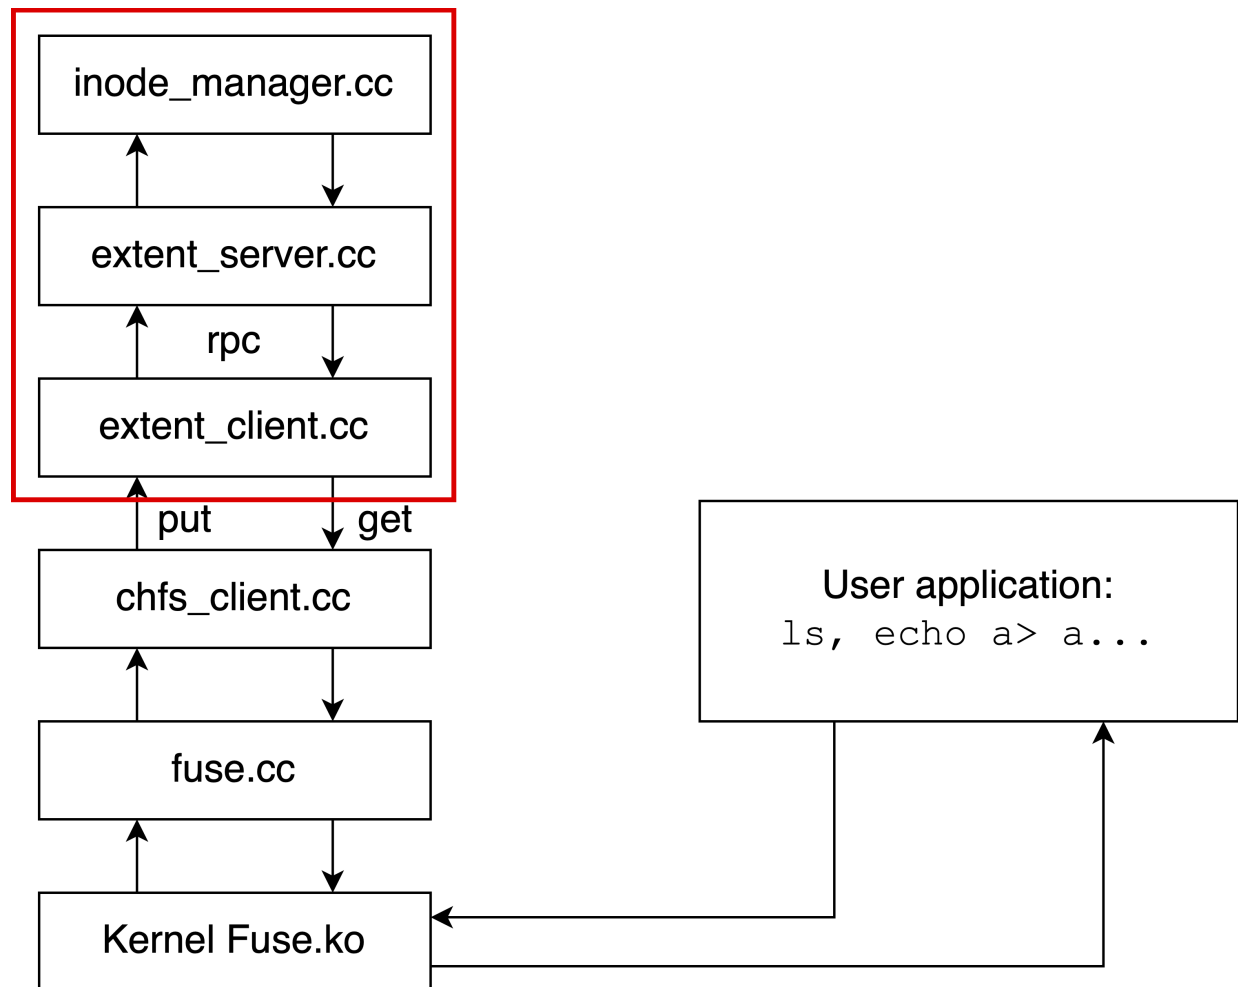 inode_manager.cc
extent_server.cc
rpc
extent_client.cc
put
get
chfs_client.cc
fuse.cc
Kernel Fuse.ko
User application:
ls, echo a> a...